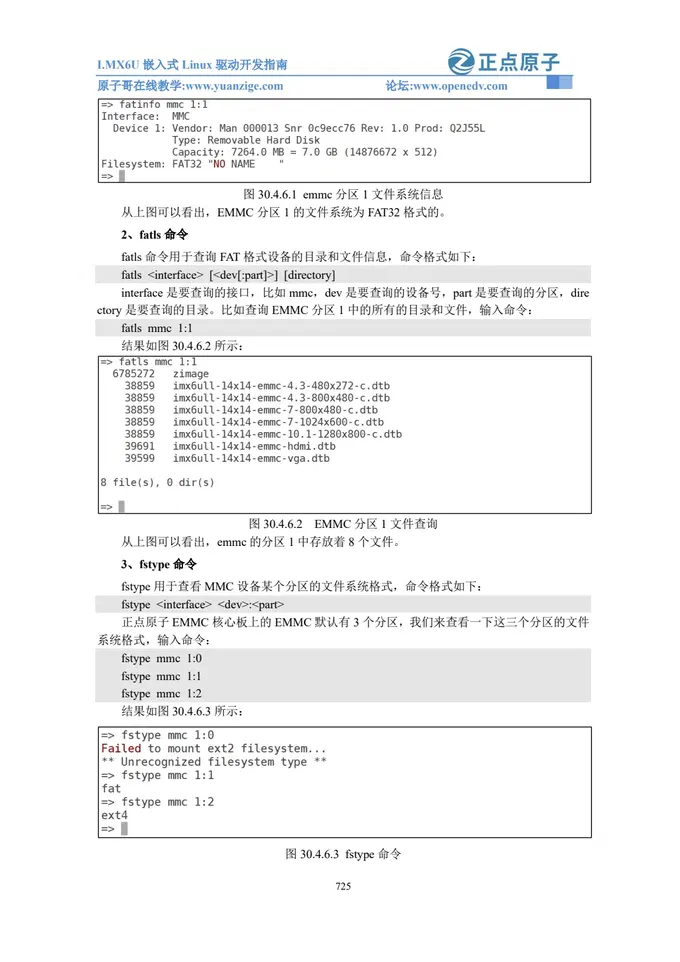 I.MX6U 嵌入式 Linux 驱动开发指南
正点原子
原子哥在线教学:www.yuanzige.com 论坛:www.openedv.com
=> fatinfo mmc 1:1
Interface:  MMC
  Device 1: Vendor: Man 000013 Snr 0c9ecc76 Rev: 1.0 Prod: Q2J55L
            Type: Removable Hard Disk
            Capacity: 7264.0 MB = 7.0 GB (14876672 x 512)
Filesystem: FAT32 "NO NAME    "
=>
图 30.4.6.1 emmc 分区 1 文件系统信息
从上图可以看出，EMMC 分区 1 的文件系统为 FAT32 格式的。
2、fatls 命令
fatls 命令用于查询 FAT 格式设备的目录和文件信息，命令格式如下：
fatls <interface> [<dev[:part]>] [directory]
interface 是要查询的接口，比如 mmc，dev 是要查询的设备号，part 是要查询的分区，dire
ctory 是要查询的目录。比如查询 EMMC 分区 1 中的所有的目录和文件，输入命令：
fatls mmc 1:1
结果如图 30.4.6.2 所示：
=> fatls mmc 1:1
  6785272   zimage
    38859   imx6ull-14x14-emmc-4.3-480x272-c.dtb
    38859   imx6ull-14x14-emmc-4.3-800x480-c.dtb
    38859   imx6ull-14x14-emmc-7-800x480-c.dtb
    38859   imx6ull-14x14-emmc-7-1024x600-c.dtb
    38859   imx6ull-14x14-emmc-10.1-1280x800-c.dtb
    39691   imx6ull-14x14-emmc-hdmi.dtb
    39599   imx6ull-14x14-emmc-vga.dtb
8 file(s), 0 dir(s)
=>
图 30.4.6.2 EMMC 分区 1 文件查询
从上图可以看出，emmc 的分区 1 中存放着 8 个文件。
3、fstype 命令
fstype 用于查看 MMC 设备某个分区的文件系统格式，命令格式如下：
fstype <interface> <dev>:<part>
正点原子 EMMC 核心板上的 EMMC 默认有 3 个分区，我们来查看一下这三个分区的文件
系统格式，输入命令：
fstype mmc 1:0
fstype mmc 1:1
fstype mmc 1:2
结果如图 30.4.6.3 所示：
=> fstype mmc 1:0
Failed to mount ext2 filesystem...
** Unrecognized filesystem type **
=> fstype mmc 1:1
fat
=> fstype mmc 1:2
ext4
=>
图 30.4.6.3 fstype 命令
725